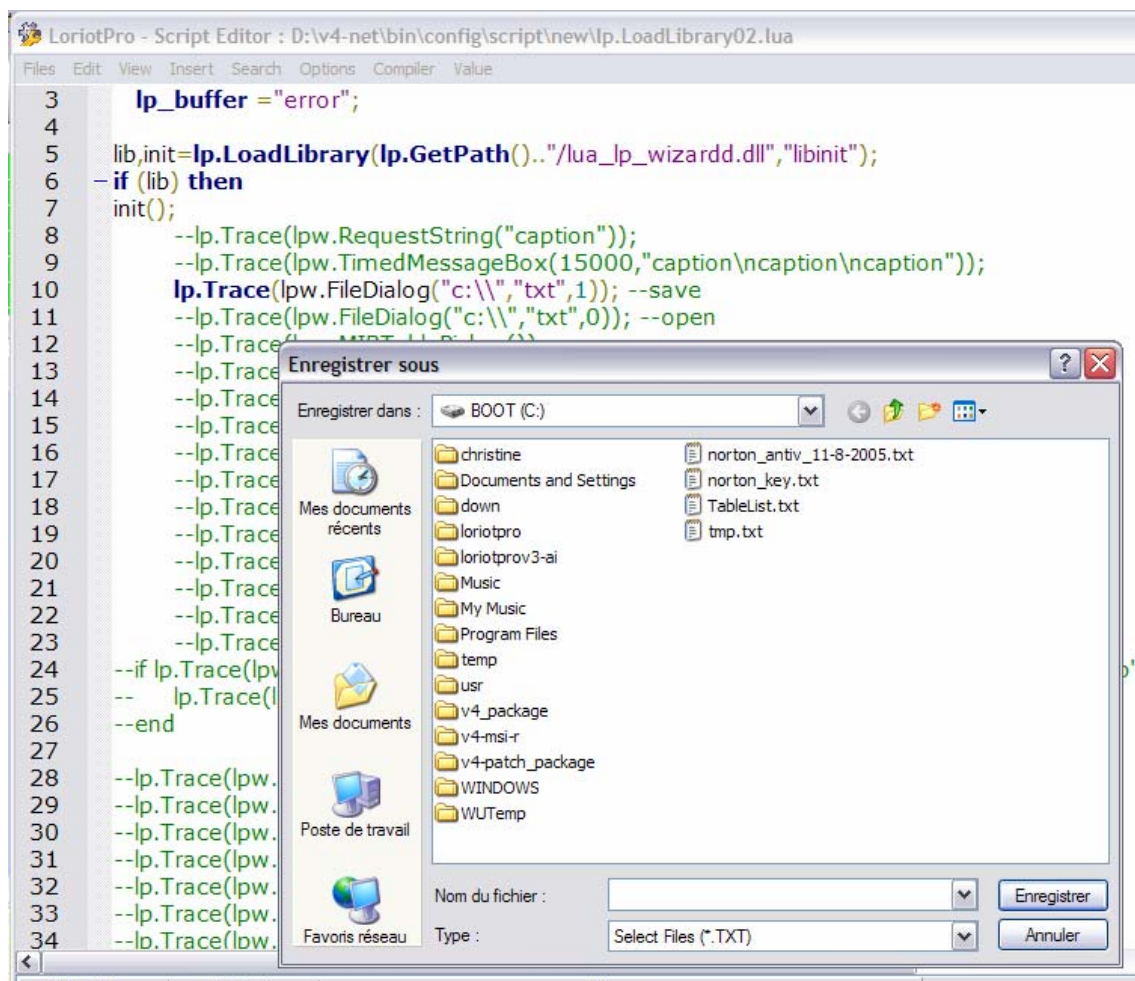 LoriotPro - Script Editor : D:\v4-net\bin\config\script\new\lp.LoadLibrary02.lua
Files Edit View Insert Search Options Compiler Value
3 lp_buffer ="error";
4
5 lib,init=lp.LoadLibrary(lp.GetPath().."/lua_lp_wizardd.dll","libinit");
6 if (lib) then
7 init();
8 --lp.Trace(lpw.RequestString("caption"));
9 --lp.Trace(lpw.TimedMessageBox(15000,"caption\ncaption\ncaption"));
10 lp.Trace(lpw.FileDialog("c:\\","txt",1)); --save
11 --lp.Trace(lpw.FileDialog("c:\\","txt",0)); --open
12 --lp.Trace
13 --lp.Trace
14 --lp.Trace
15 --lp.Trace
16 --lp.Trace
17 --lp.Trace
18 --lp.Trace
19 --lp.Trace
20 --lp.Trace
21 --lp.Trace
22 --lp.Trace
23 --lp.Trace
24 --if lp.Trace(lpw
25 -- lp.Trace(l
26 --end
27
28 --lp.Trace(lpw.
29 --lp.Trace(lpw.
30 --lp.Trace(lpw.
31 --lp.Trace(lpw.
32 --lp.Trace(lpw.
33 --lp.Trace(lpw.
34 --lp.Trace(lpw.
Enregistrer sous
Enregistrer dans :
BOOT (C:)
Mes documents récents
Bureau
Mes documents
Poste de travail
Favoris réseau
christine
Documents and Settings
down
loriotpro
loriotprov3-ai
Music
My Music
Program Files
temp
usr
v4_package
v4-msi-r
v4-patch_package
WINDOWS
WUTemp
norton_antiv_11-8-2005.txt
norton_key.txt
TableList.txt
tmp.txt
Nom du fichier :
Enregistrer
Type :
Select Files (*.TXT)
Annuler